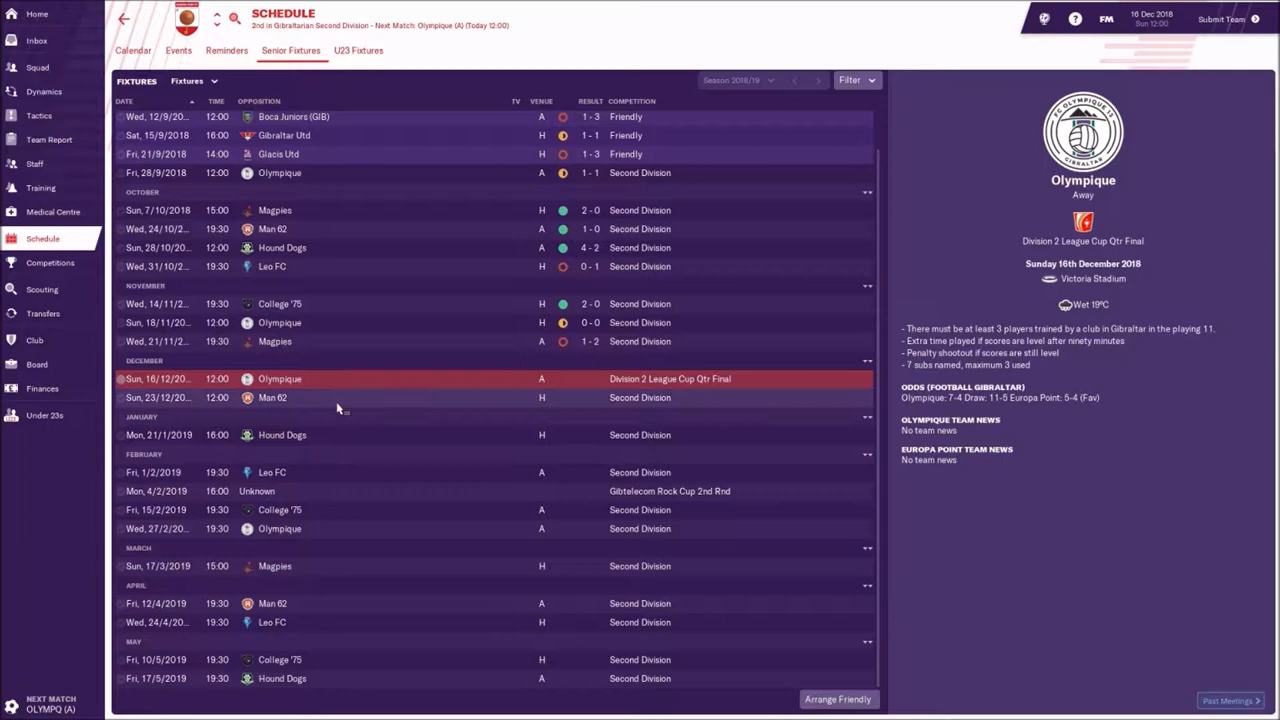 Home
SCHEDULE
2nd in Gibraltarian Second Division - Next Match: Olympique (A) (Today 12:00)
FM
16 Dec 2018
Sun 12:00
Submit Team
Calendar Events Reminders Senior Fixtures U23 Fixtures
Inbox
Squad
Dynamics
Tactics
Team Report
Staff
Training
Medical Centre
Schedule
Competitions
Scouting
Transfers
Club
Board
Finances
Under 23s
NEXT MATCH
OLYMPQ (A)
FIXTURES Fixtures Season 2018/19 Filter
DATE TIME OPPOSITION TV VENUE RESULT COMPETITION
Wed, 12/9/20... 12:00 Boca Juniors (GIB) A 1 - 3 Friendly
Sat, 15/9/2018 16:00 Gibraltar Utd H 1 - 1 Friendly
Fri, 21/9/2018 14:00 Glacis Utd H 1 - 3 Friendly
Fri, 28/9/2018 12:00 Olympique A 1 - 1 Second Division
OCTOBER
Sun, 7/10/2018 15:00 Magpies H 2 - 0 Second Division
Wed, 24/10/2... 19:30 Man 62 A 1 - 0 Second Division
Sun, 28/10/20... 12:00 Hound Dogs A 4 - 2 Second Division
Wed, 31/10/2... 19:30 Leo FC H 0 - 1 Second Division
NOVEMBER
Wed, 14/11/2... 19:30 College '75 H 2 - 0 Second Division
Sun, 18/11/20... 12:00 Olympique H 0 - 0 Second Division
Wed, 21/11/2... 19:30 Magpies A 1 - 2 Second Division
DECEMBER
Sun, 16/12/20... 12:00 Olympique A Division 2 League Cup Qtr Final
Sun, 23/12/20... 12:00 Man 62 H Second Division
JANUARY
Mon, 21/1/2019 16:00 Hound Dogs H Second Division
FEBRUARY
Fri, 1/2/2019 19:30 Leo FC A Second Division
Mon, 4/2/2019 16:00 Unknown Gibtelecom Rock Cup 2nd Rnd
Fri, 15/2/2019 19:30 College '75 A Second Division
Wed, 27/2/20... 19:30 Olympique A Second Division
MARCH
Sun, 17/3/2019 15:00 Magpies H Second Division
APRIL
Fri, 12/4/2019 19:30 Man 62 A Second Division
Wed, 24/4/2019 19:30 Leo FC H Second Division
MAY
Fri, 10/5/2019 19:30 College '75 H Second Division
Fri, 17/5/2019 19:30 Hound Dogs A Second Division
Arrange Friendly
FC OLYMPIQUE 13
GIBRALTAR
Olympique
Away
Division 2 League Cup Qtr Final
Sunday 16th December 2018
Victoria Stadium
Wet 19ºC
- There must be at least 3 players trained by a club in Gibraltar in the playing 11.
- Extra time played if scores are level after ninety minutes
- Penalty shootout if scores are still level
- 7 subs named, maximum 3 used
ODDS (FOOTBALL GIBRALTAR)
Olympique: 7-4 Draw: 11-5 Europa Point: 5-4 (Fav)
OLYMPIQUE TEAM NEWS
No team news
EUROPA POINT TEAM NEWS
No team news
Past Meetings